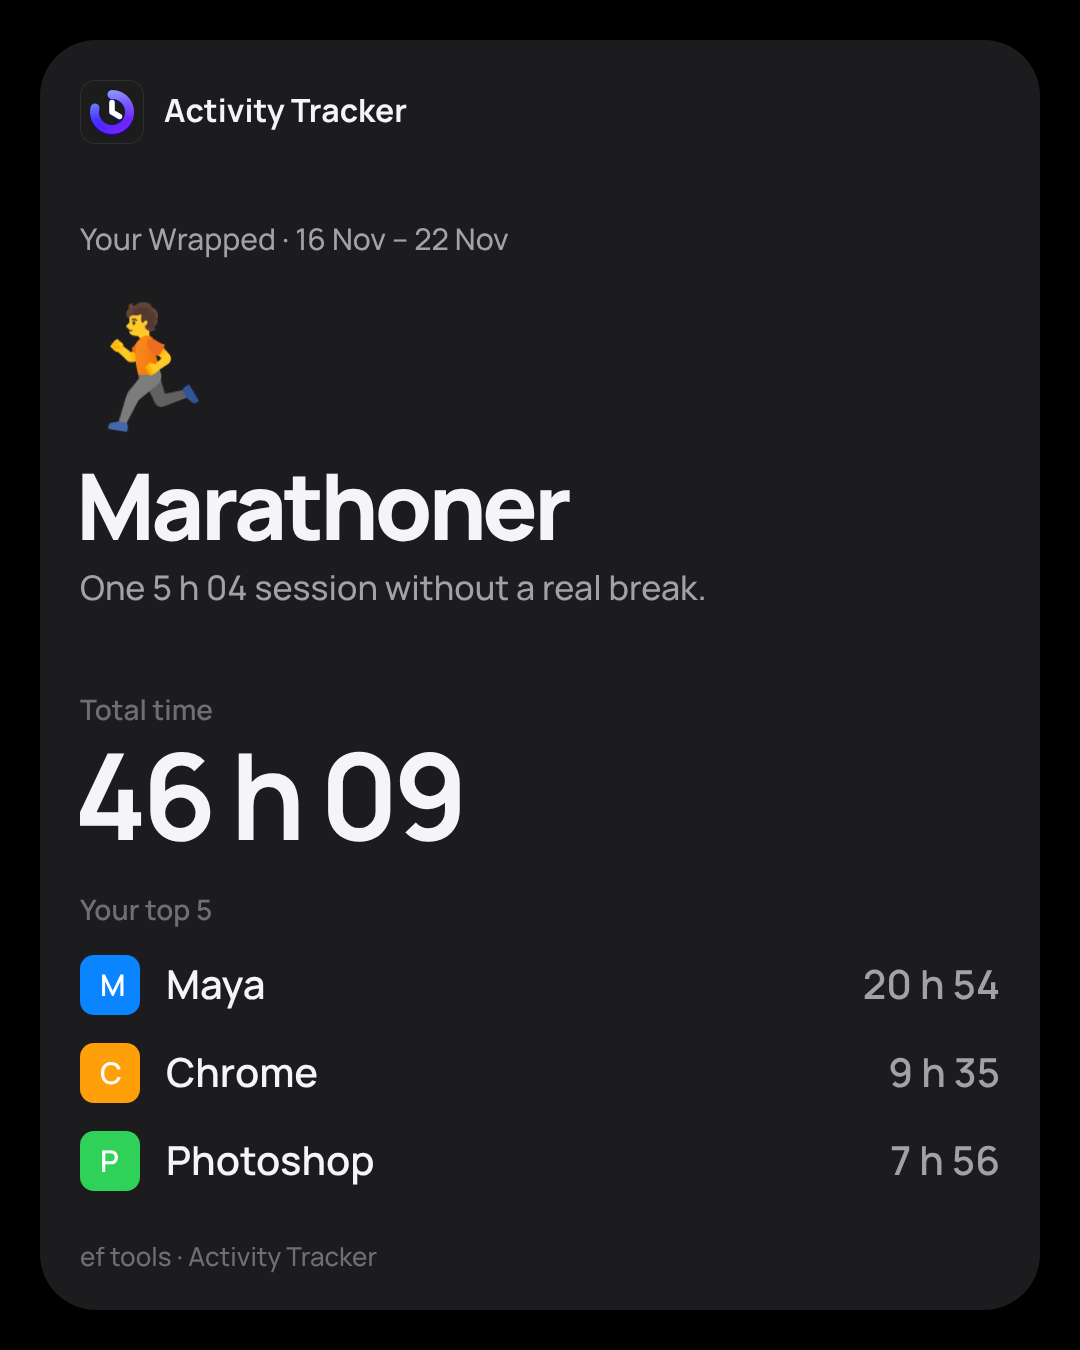 Activity Tracker
Your Wrapped · 16 Nov – 22 Nov
Marathoner
One 5 h 04 session without a real break.
Total time
46 h 09
Your top 5
M Maya 20 h 54
C Chrome 9 h 35
P Photoshop 7 h 56
ef tools · Activity Tracker